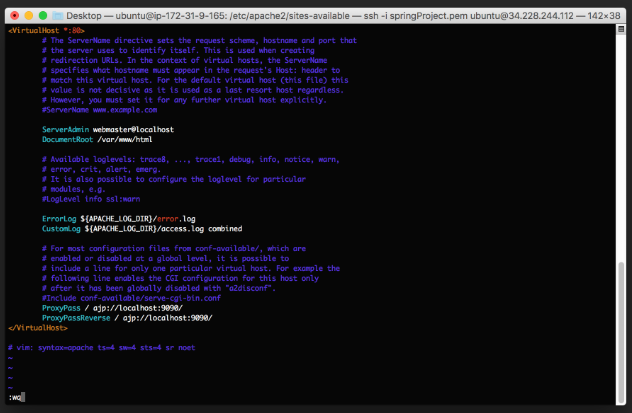 Desktop — ubuntu@ip-172-31-9-165: /etc/apache2/sites-available — ssh -i springProject.pem ubuntu@34.228.244.112 — 142×38
<VirtualHost *:80>
# The ServerName directive sets the request scheme, hostname and port that
# the server uses to identify itself. This is used when creating
# redirection URLs. In the context of virtual hosts, the ServerName
# specifies what hostname must appear in the request's Host: header to
# match this virtual host. For the default virtual host (this file) this
# value is not decisive as it is used as a last resort host regardless.
# However, you must set it for any further virtual host explicitly.
#ServerName www.example.com
ServerAdmin webmaster@localhost
DocumentRoot /var/www/html
# Available loglevels: trace8, ..., trace1, debug, info, notice, warn,
# error, crit, alert, emerg.
# It is also possible to configure the loglevel for particular
# modules, e.g.
#LogLevel info ssl:warn
ErrorLog ${APACHE_LOG_DIR}/error.log
CustomLog ${APACHE_LOG_DIR}/access.log combined
# For most configuration files from conf-available/, which are
# enabled or disabled at a global level, it is possible to
# include a line for only one particular virtual host. For example the
# following line enables the CGI configuration for this host only
# after it has been globally disabled with "a2disconf".
#Include conf-available/serve-cgi-bin.conf
ProxyPass / ajp://localhost:9090/
ProxyPassReverse / ajp://localhost:9090/
</VirtualHost>
# vim: syntax=apache ts=4 sw=4 sts=4 sr noet
~
~
~
~
:wq